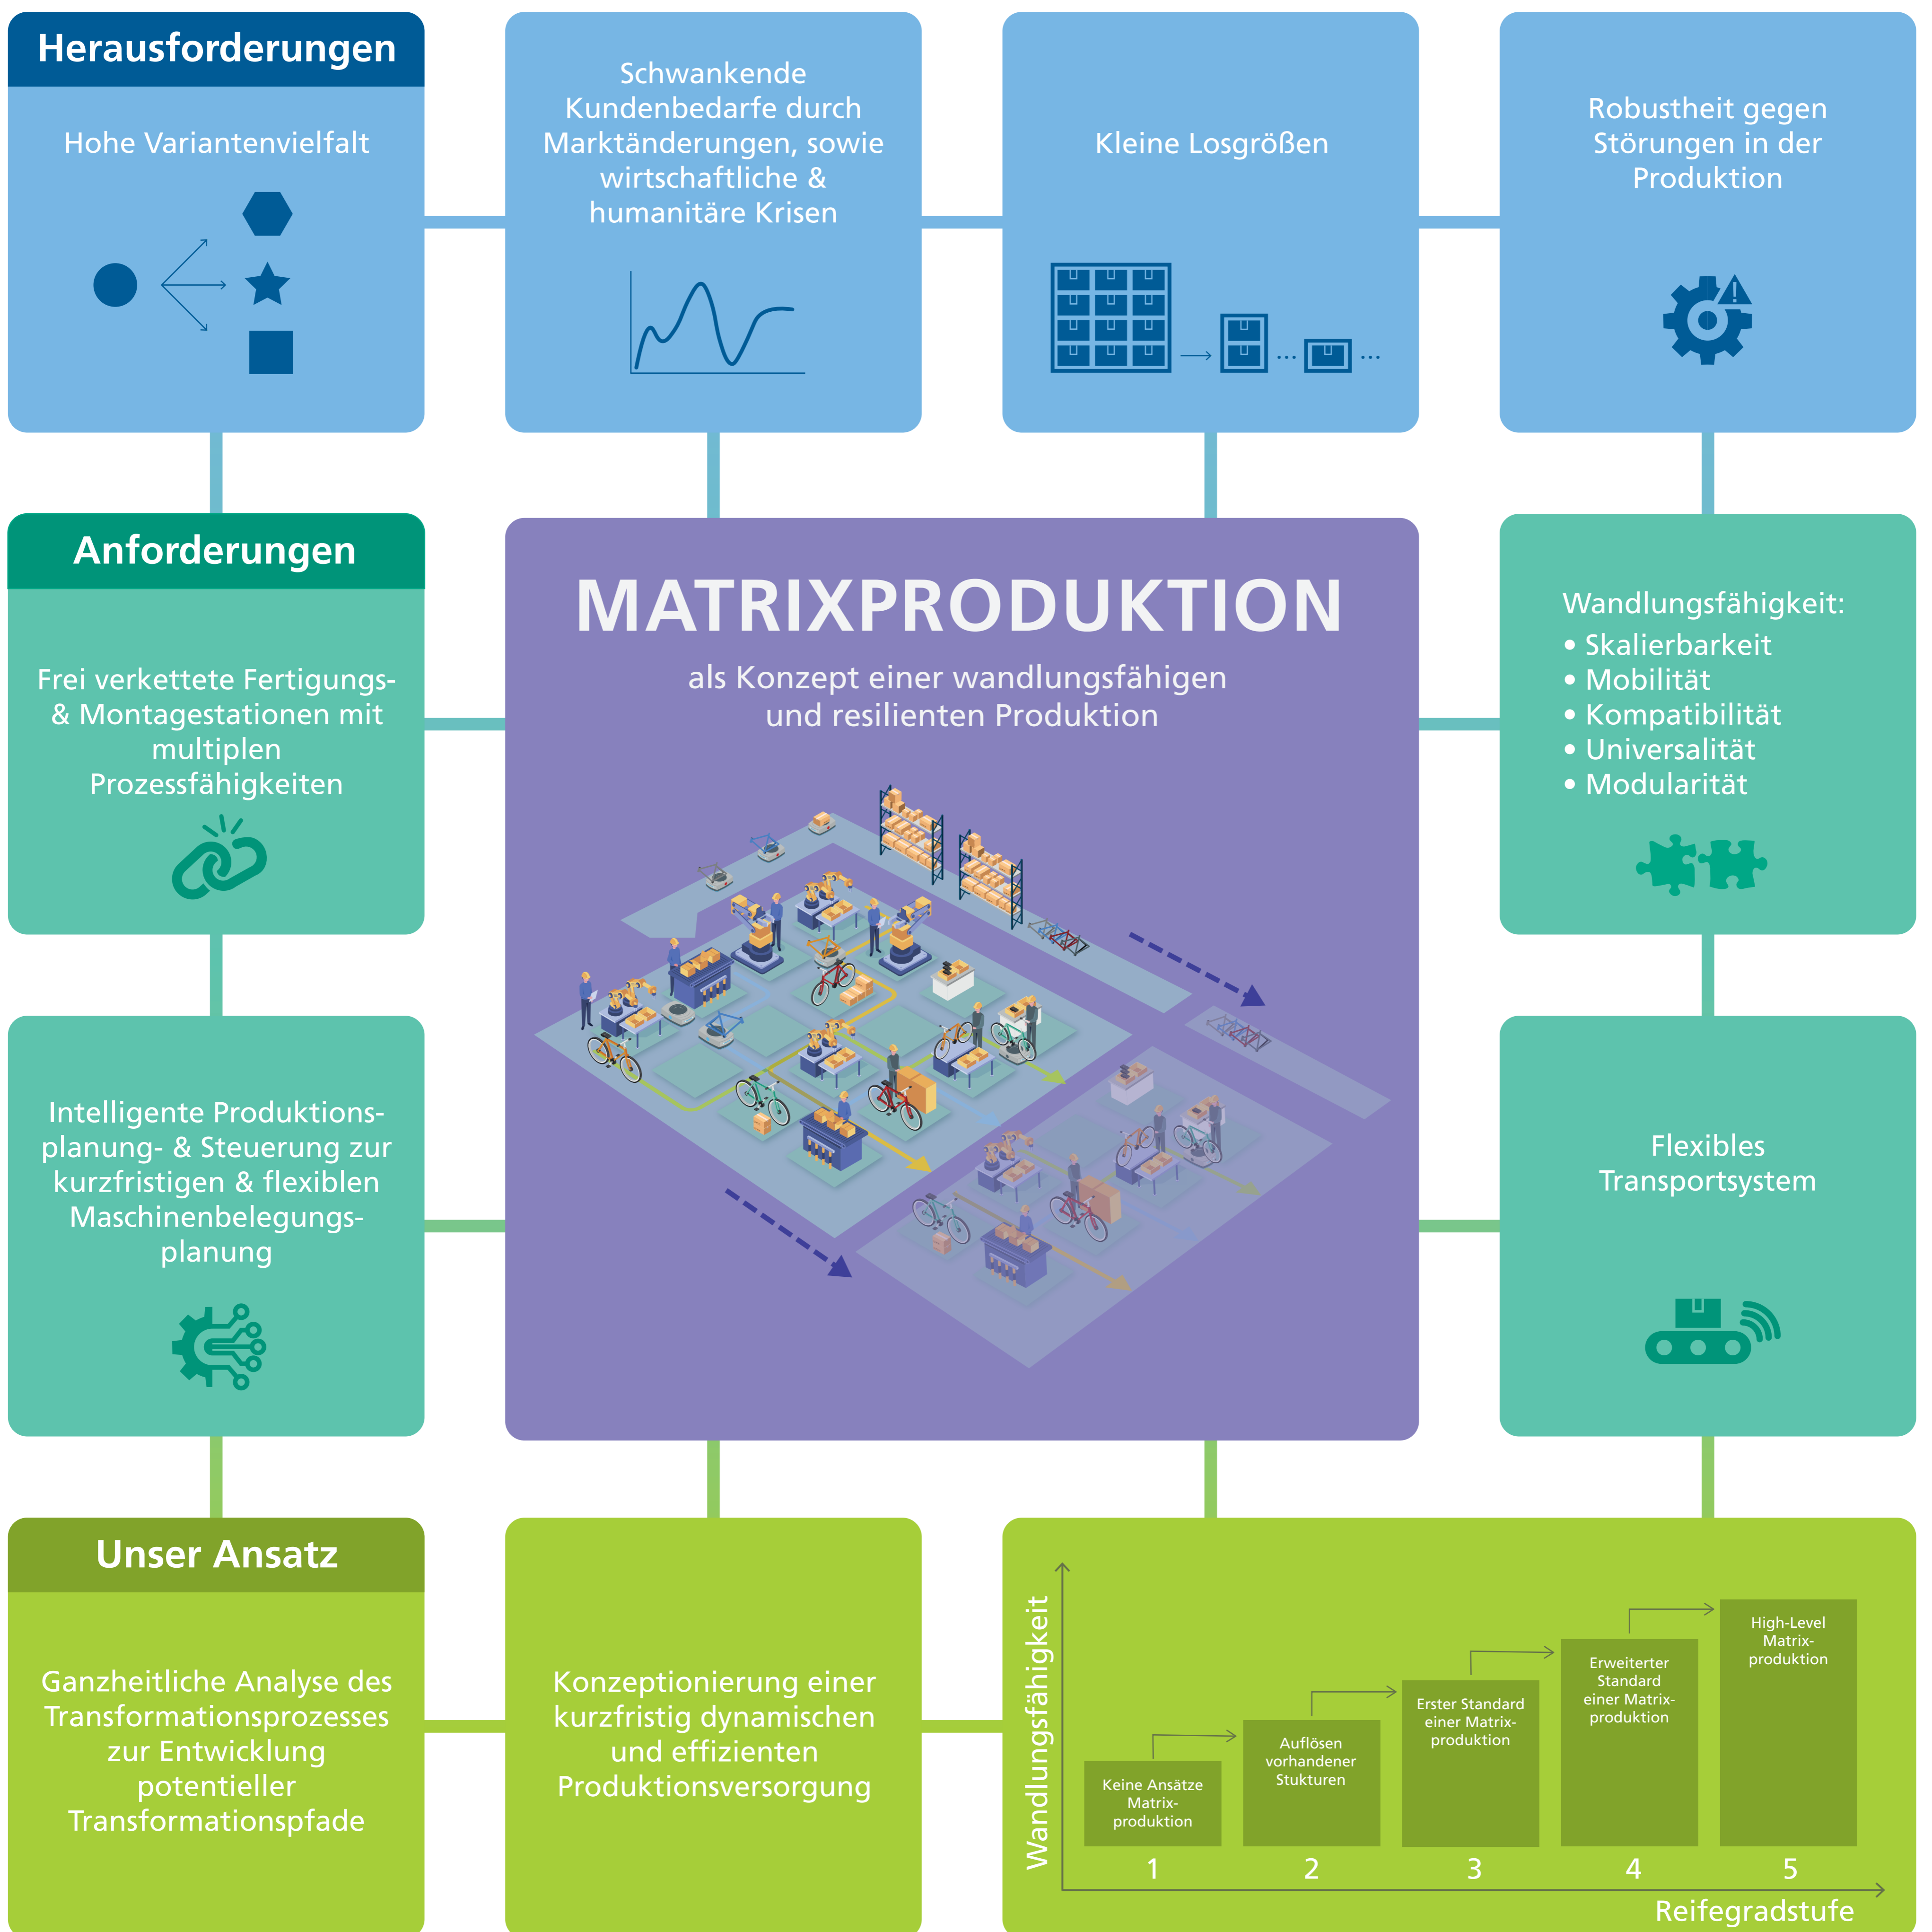 Herausforderungen
Hohe Variantenvielfalt
Schwankende
Kundenbedarfe durch
Marktänderungen, sowie
wirtschaftliche &
humanitäre Krisen
Kleine Losgrößen
... ...
Robustheit gegen
Störungen in der
Produktion
!
Anforderungen
Frei verkettete Fertigungs-
& Montagestationen mit
multiplen
Prozessfähigkeiten
MATRIXPRODUKTION
als Konzept einer wandlungsfähigen
und resilienten Produktion
Wandlungsfähigkeit:
• Skalierbarkeit
• Mobilität
• Kompatibilität
• Universalität
• Modularität
Intelligente Produktions-
planung- & Steuerung zur
kurzfristigen & flexiblen
Maschinenbelegungs-
planung
Flexibles
Transportsystem
Unser Ansatz
Ganzheitliche Analyse des
Transformationsprozesses
zur Entwicklung
potentieller
Transformationspfade
Konzeptionierung einer
kurzfristig dynamischen
und effizienten
Produktionsversorgung
Wandlungsfähigkeit
Keine Ansätze
Matrix-
produktion
Auflösen
vorhandener
Stukturen
Erster Standard
einer Matrix-
produktion
Erweiterter
Standard
einer Matrix-
produktion
High-Level
Matrix-
produktion
1 2 3 4 5
Reifegradstufe